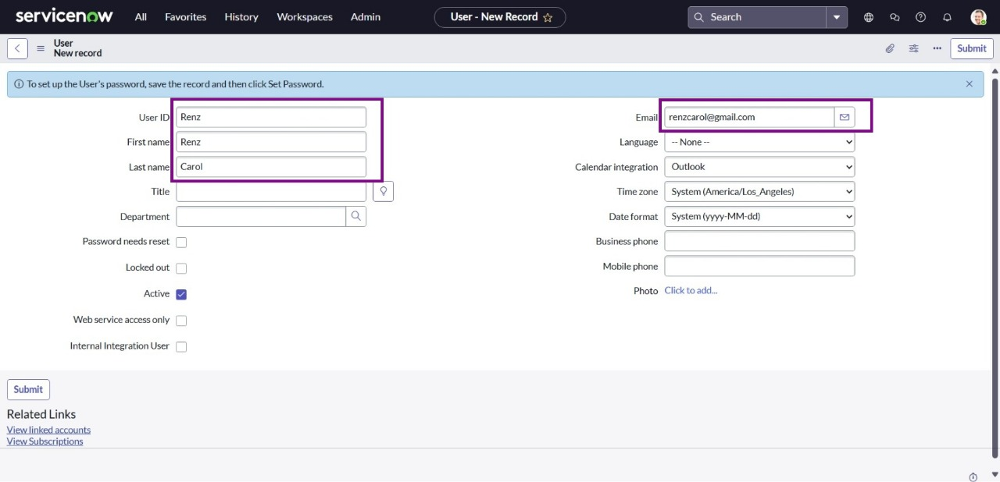 servicenow All Favorites History Workspaces Admin User - New Record Search
User
New record
Submit
To set up the User's password, save the record and then click Set Password.
User ID Renz
First name Renz
Last name Carol
Title
Department
Password needs reset
Locked out
Active
Web service access only
Internal Integration User
Email renzcarol@gmail.com
Language -- None --
Calendar integration Outlook
Time zone System (America/Los_Angeles)
Date format System (yyyy-MM-dd)
Business phone
Mobile phone
Photo Click to add...
Submit
Related Links
View linked accounts
View Subscriptions